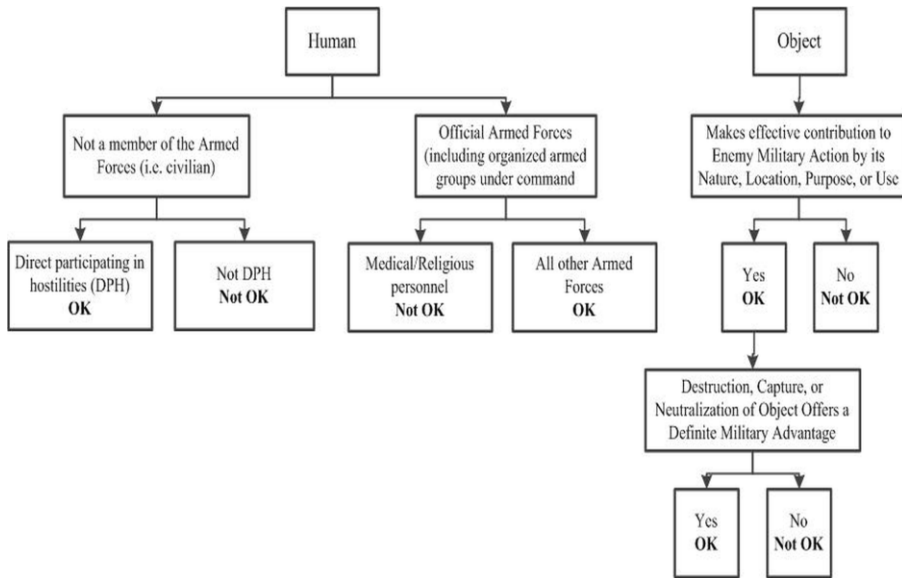 Human
Not a member of the Armed
Forces (i.e. civilian)
Direct participating in
hostilities (DPH)
OK
Not DPH
Not OK
Official Armed Forces
(including organized armed
groups under command
Medical/Religious
personnel
Not OK
All other Armed
Forces
OK
Object
Makes effective contribution to
Enemy Military Action by its
Nature, Location, Purpose, or Use
Yes
OK
No
Not OK
Destruction, Capture, or
Neutralization of Object Offers a
Definite Military Advantage
Yes
OK
No
Not OK